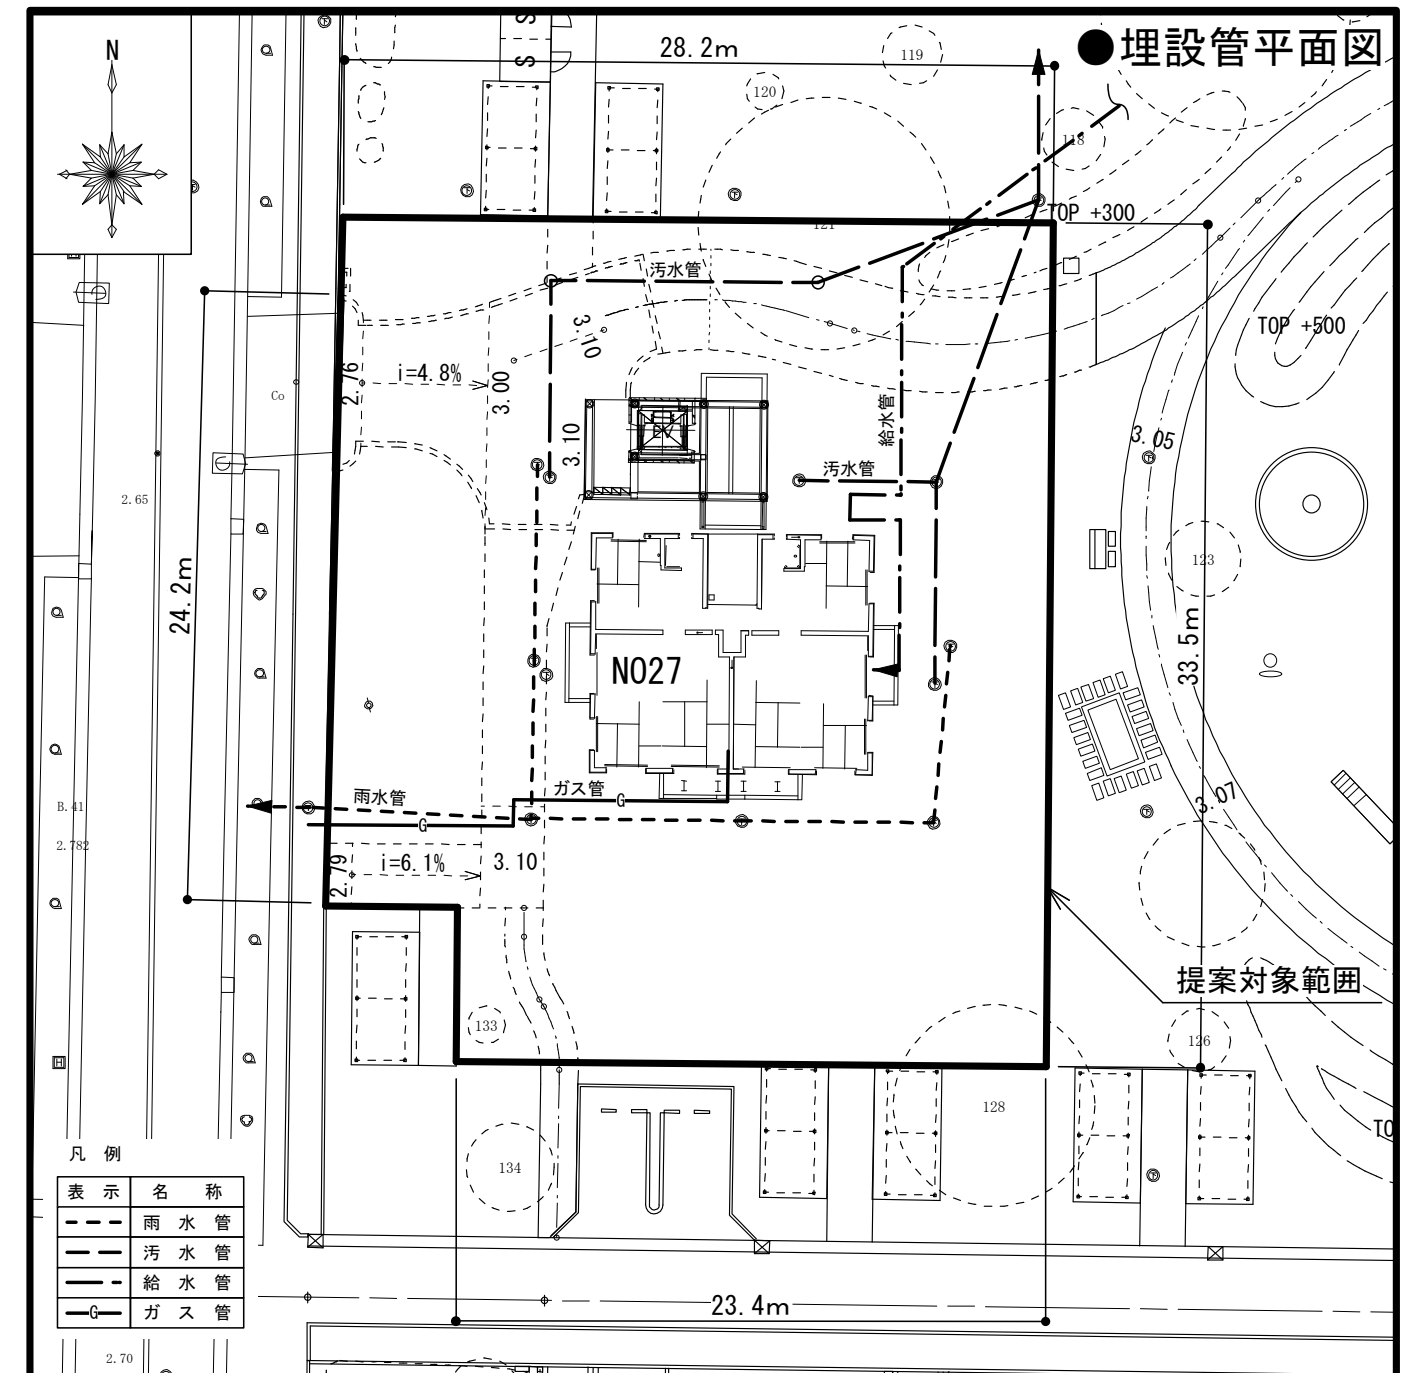 ●埋設管平面図
N
S
S
28.2m
119
120
118
121
TOP +300
汚水管
3.10
TOP +500
2.76
i=4.8%
3.00
Co
給水管
3.10
EV
汚水管
3.05
2.65
123
24.2m
33.5m
NO27
B.41
雨水管
ガス管
G
G
3.07
2.782
2.79
i=6.1%
3.10
提案対象範囲
133
126
128
134
TO
H
凡 例
表 示 名 称
雨 水 管
汚 水 管
給 水 管
G ガ ス 管
23.4m
2.70